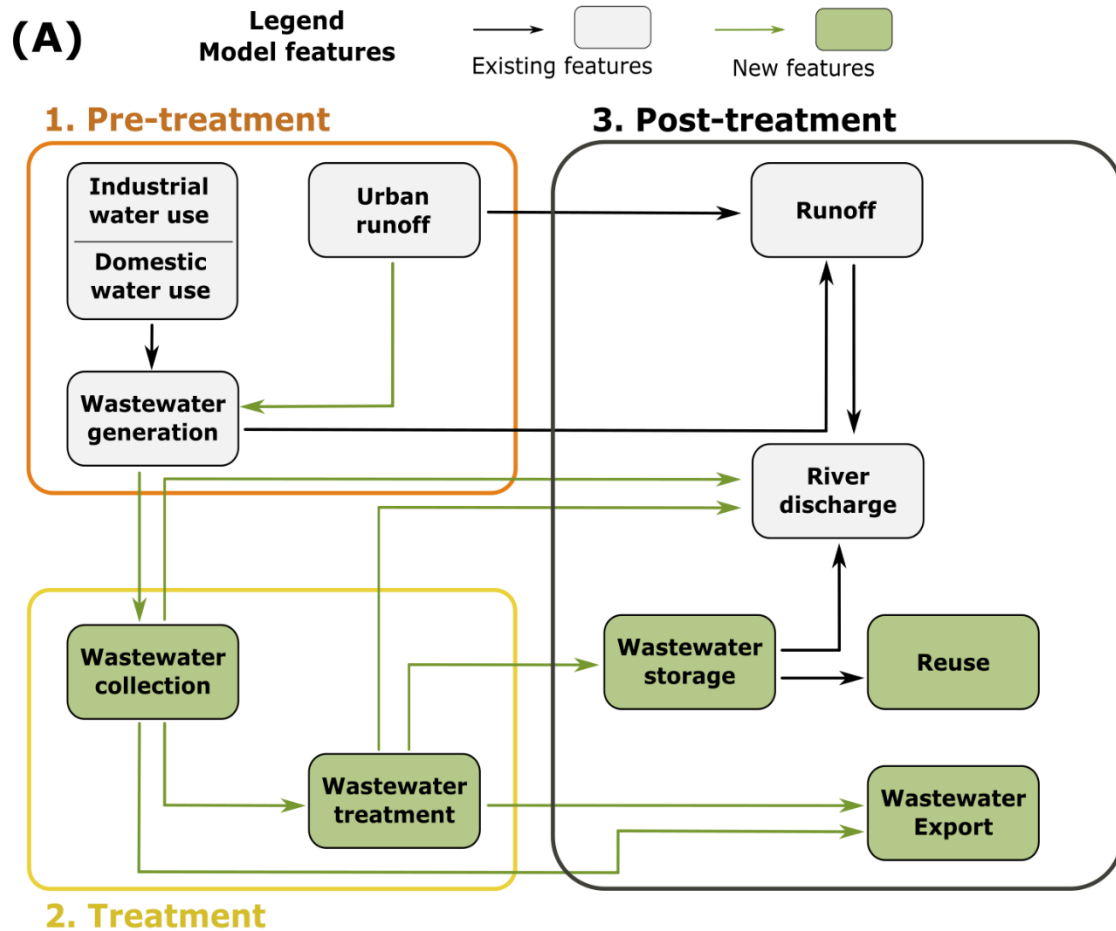 (A)
Legend
Model features
Existing features
New features
1. Pre-treatment
Industrial
water use
Domestic
water use
Urban
runoff
Wastewater
generation
3. Post-treatment
Runoff
River
discharge
Wastewater
storage
Reuse
Wastewater
Export
Wastewater
collection
Wastewater
treatment
2. Treatment